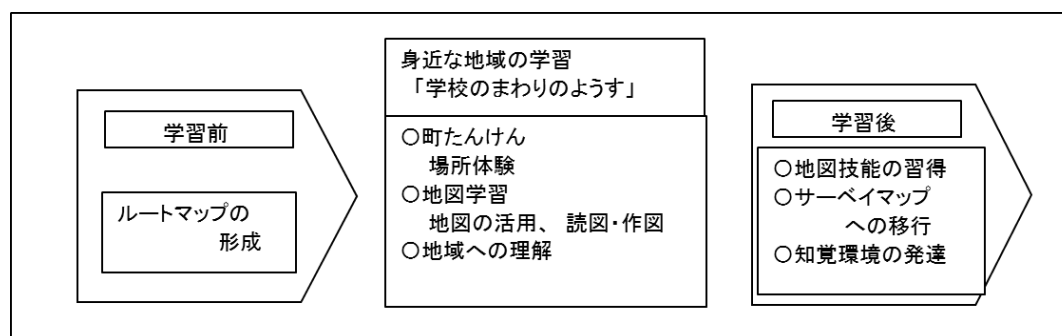 学習前
ルートマップの
形成
身近な地域の学習
「学校のまわりのようす」
○町たんけん
場所体験
○地図学習
地図の活用、 読図・作図
○地域への理解
学習後
○地図技能の習得
○サーベイマップ
への移行
○知覚環境の発達